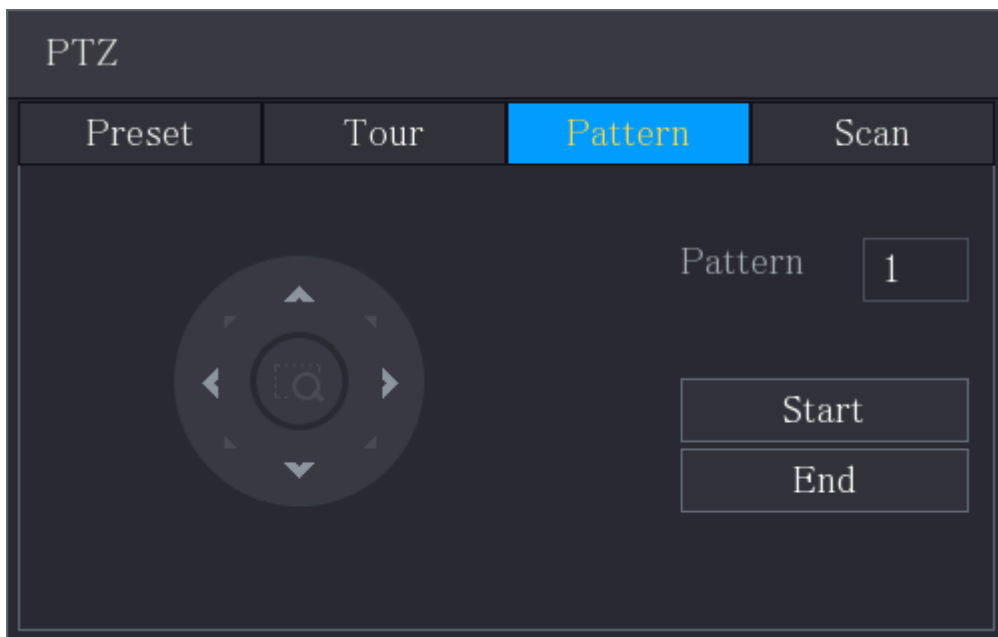 PTZ
Preset Tour Pattern Scan
Pattern 1
Start
End